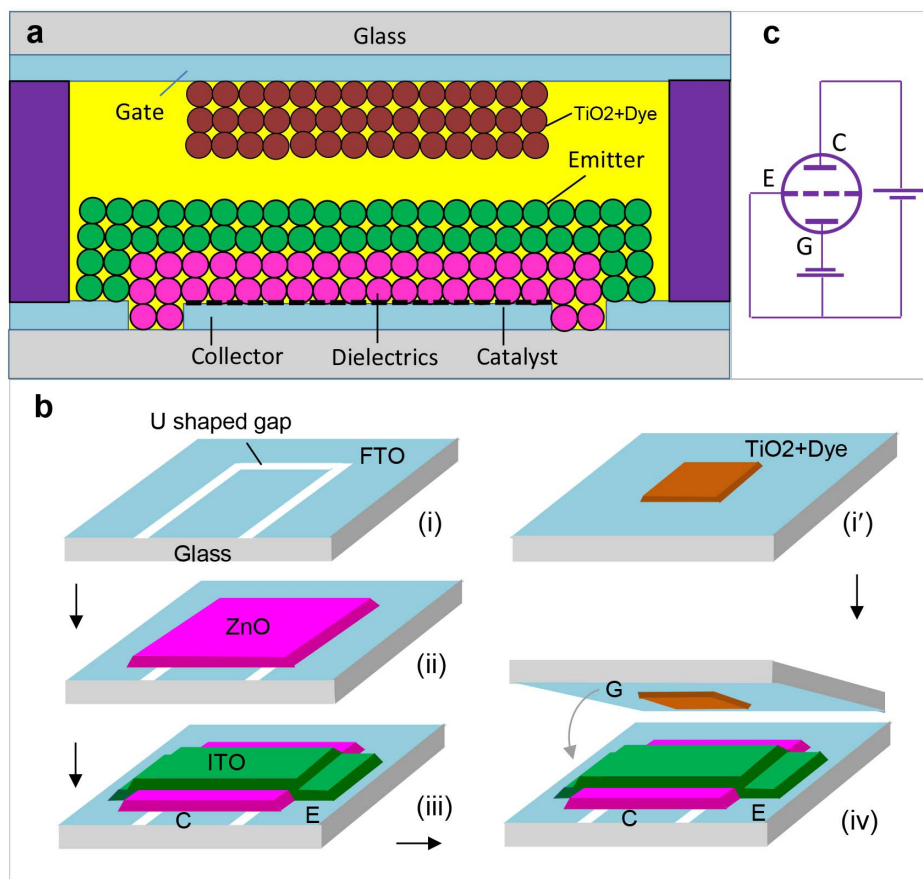 a
Glass
Gate
TiO2+Dye
Emitter
Collector
Dielectrics
Catalyst
c
C
E
G
b
U shaped gap
FTO
(i)
Glass
TiO2+Dye
(i′)
ZnO
(ii)
ITO
C
E
(iii)
G
C
E
(iv)